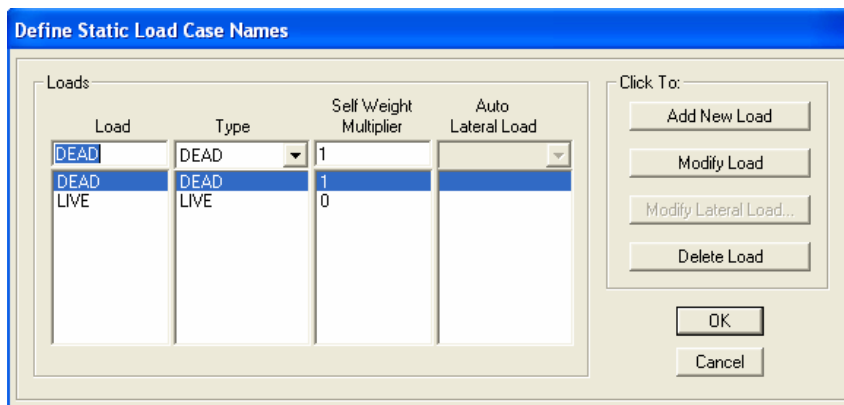 Define Static Load Case Names
Loads
Load Type Self Weight Multiplier Auto Lateral Load
DEAD DEAD 1
DEAD DEAD 1
LIVE LIVE 0
Click To:
Add New Load
Modify Load
Modify Lateral Load...
Delete Load
OK
Cancel